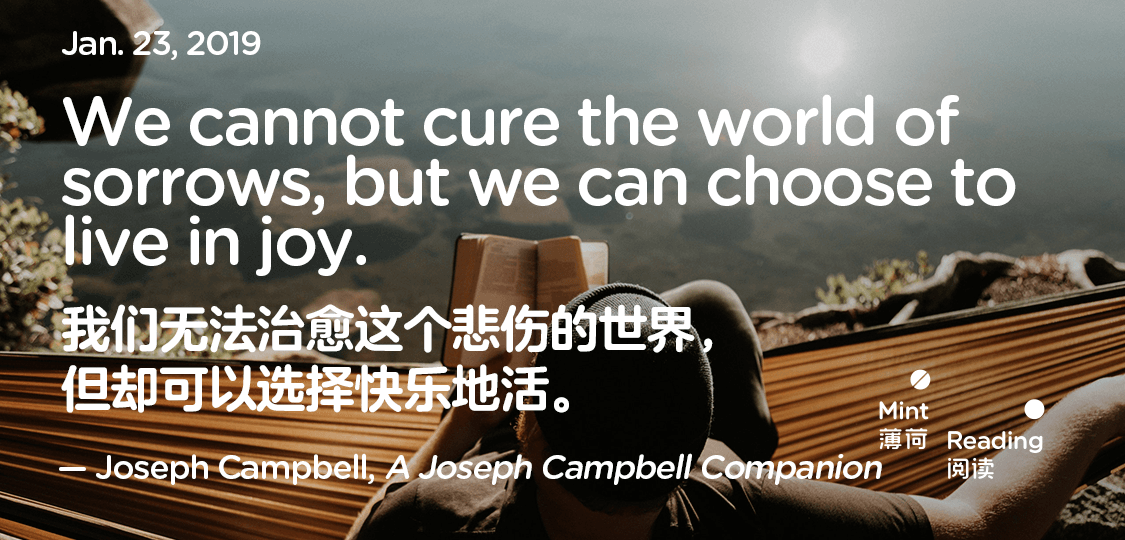 Jan. 23, 2019
We cannot cure the world of
sorrows, but we can choose to
live in joy.
我们无法治愈这个悲伤的世界，
但却可以选择快乐地活。
— Joseph Campbell, A Joseph Campbell Companion
Mint
薄荷
Reading
阅读